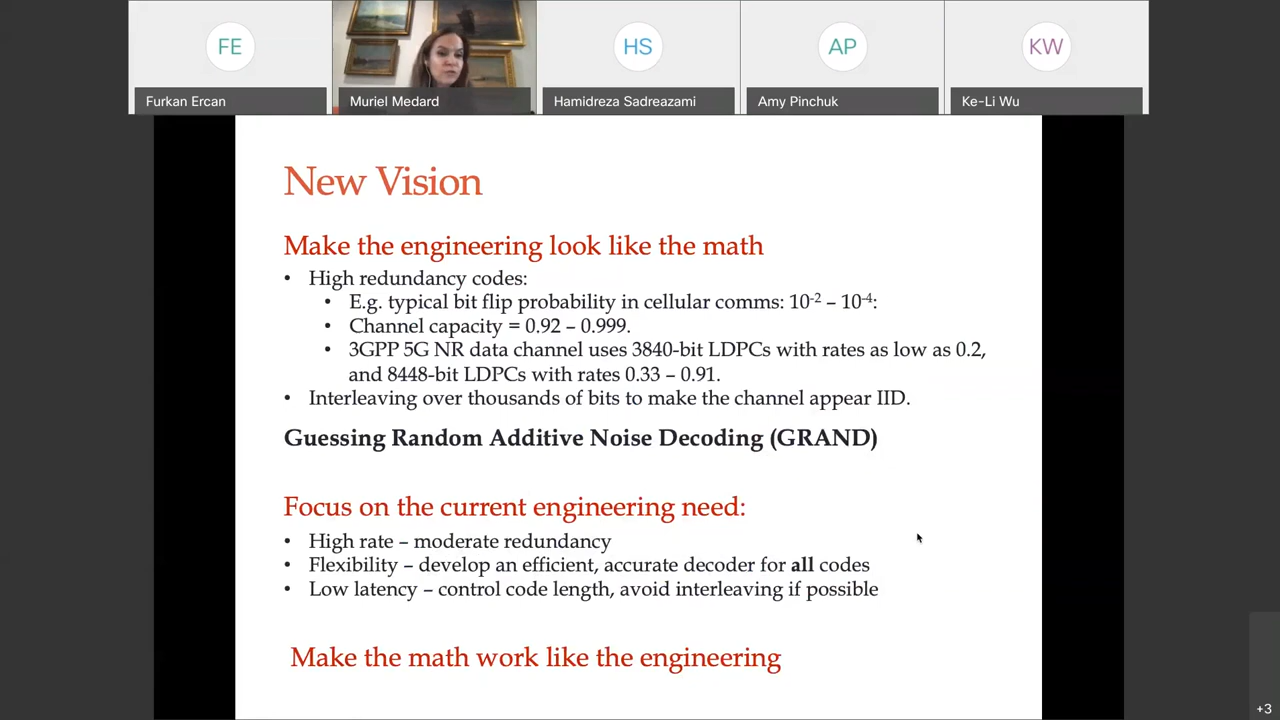 FE
HS
AP
KW
Furkan Ercan
Muriel Medard
Hamidreza Sadreazami
Amy Pinchuk
Ke-Li Wu
New Vision
Make the engineering look like the math
• High redundancy codes:
• E.g. typical bit flip probability in cellular comms: 10⁻² – 10⁻⁴:
• Channel capacity = 0.92 – 0.999.
• 3GPP 5G NR data channel uses 3840-bit LDPCs with rates as low as 0.2,
and 8448-bit LDPCs with rates 0.33 – 0.91.
• Interleaving over thousands of bits to make the channel appear IID.
Guessing Random Additive Noise Decoding (GRAND)
Focus on the current engineering need:
• High rate – moderate redundancy
• Flexibility – develop an efficient, accurate decoder for all codes
• Low latency – control code length, avoid interleaving if possible
Make the math work like the engineering
+3